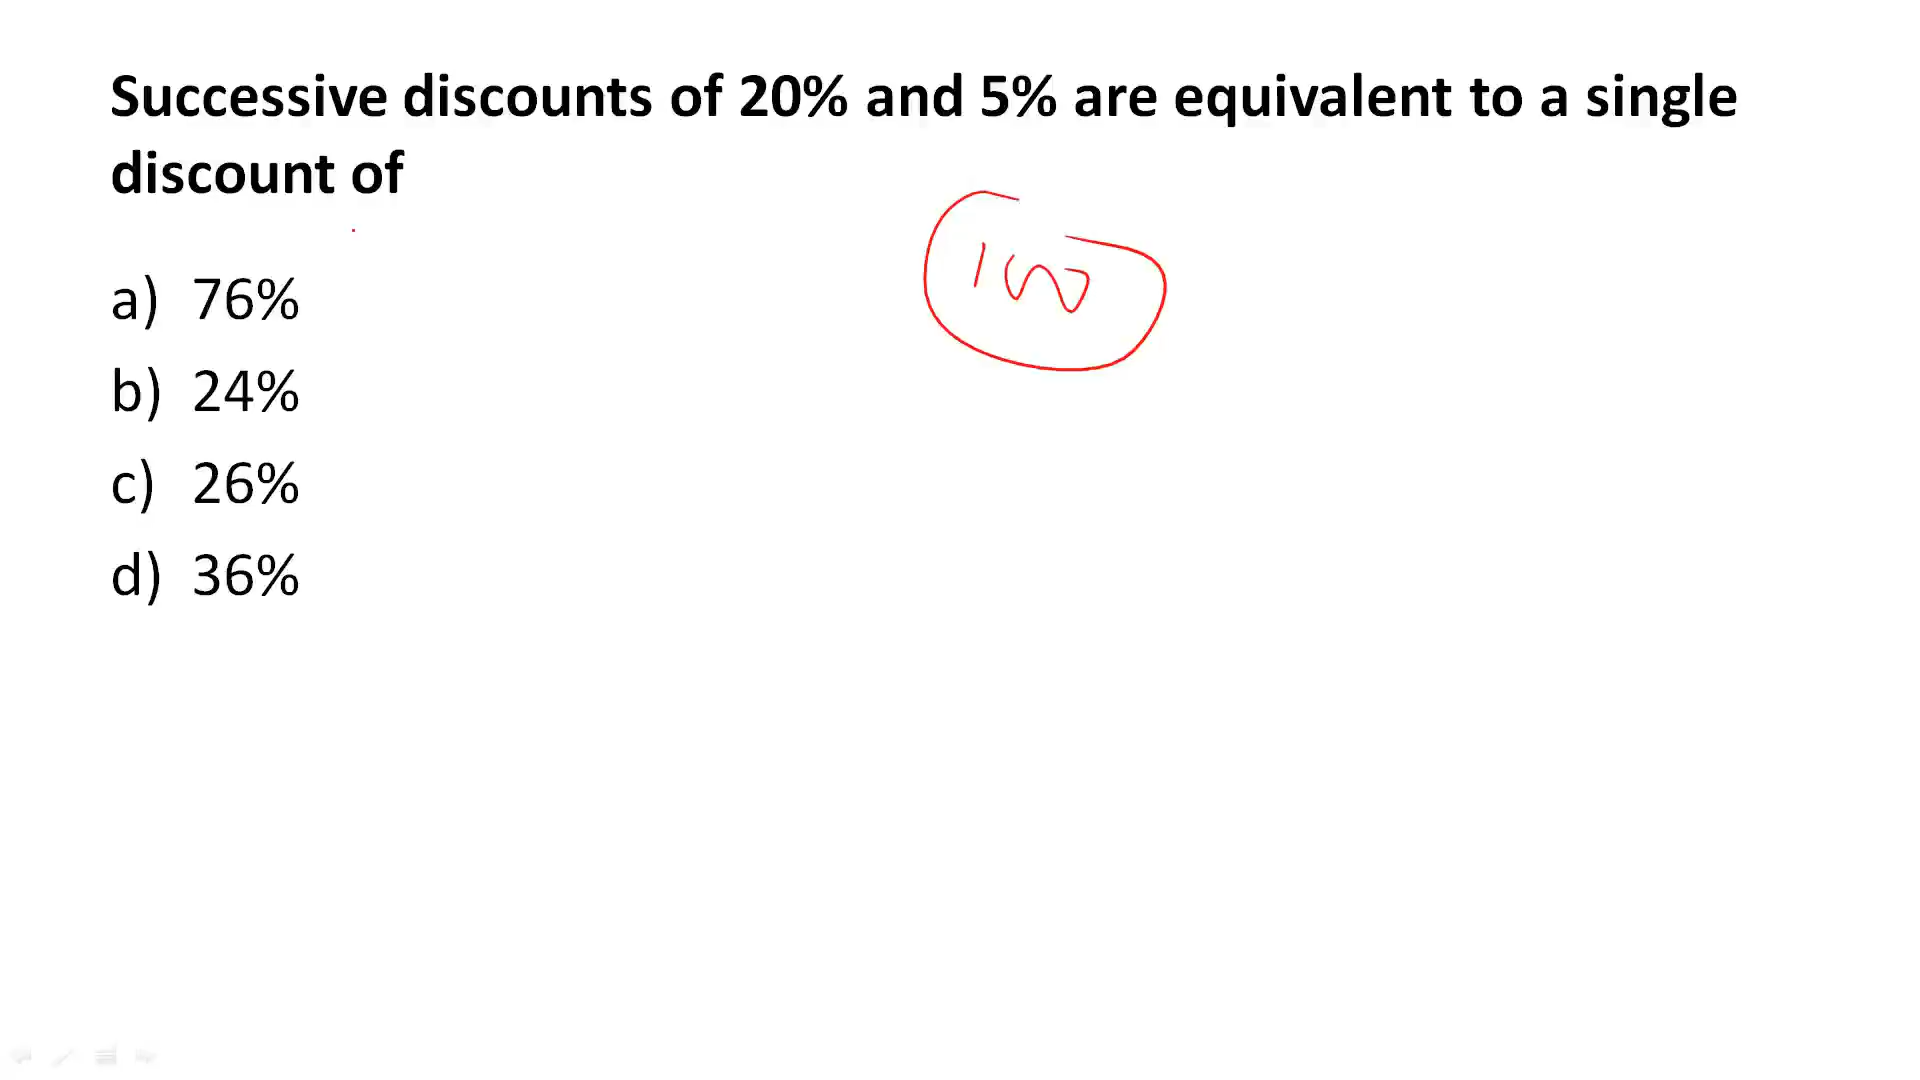 Successive discounts of 20% and 5% are equivalent to a single
discount of
100
a) 76%
b) 24%
c) 26%
d) 36%